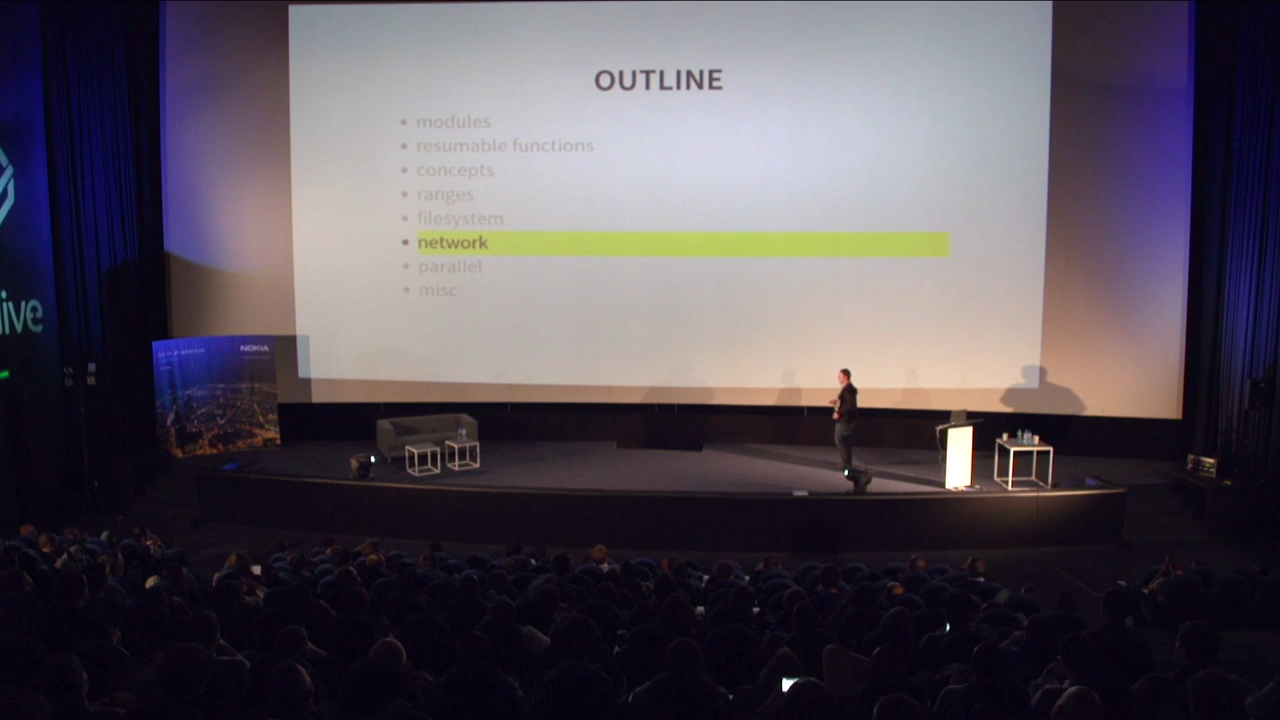 OUTLINE
• modules
• resumable functions
• concepts
• ranges
• filesystem
• network
• parallel
• misc
NOKIA